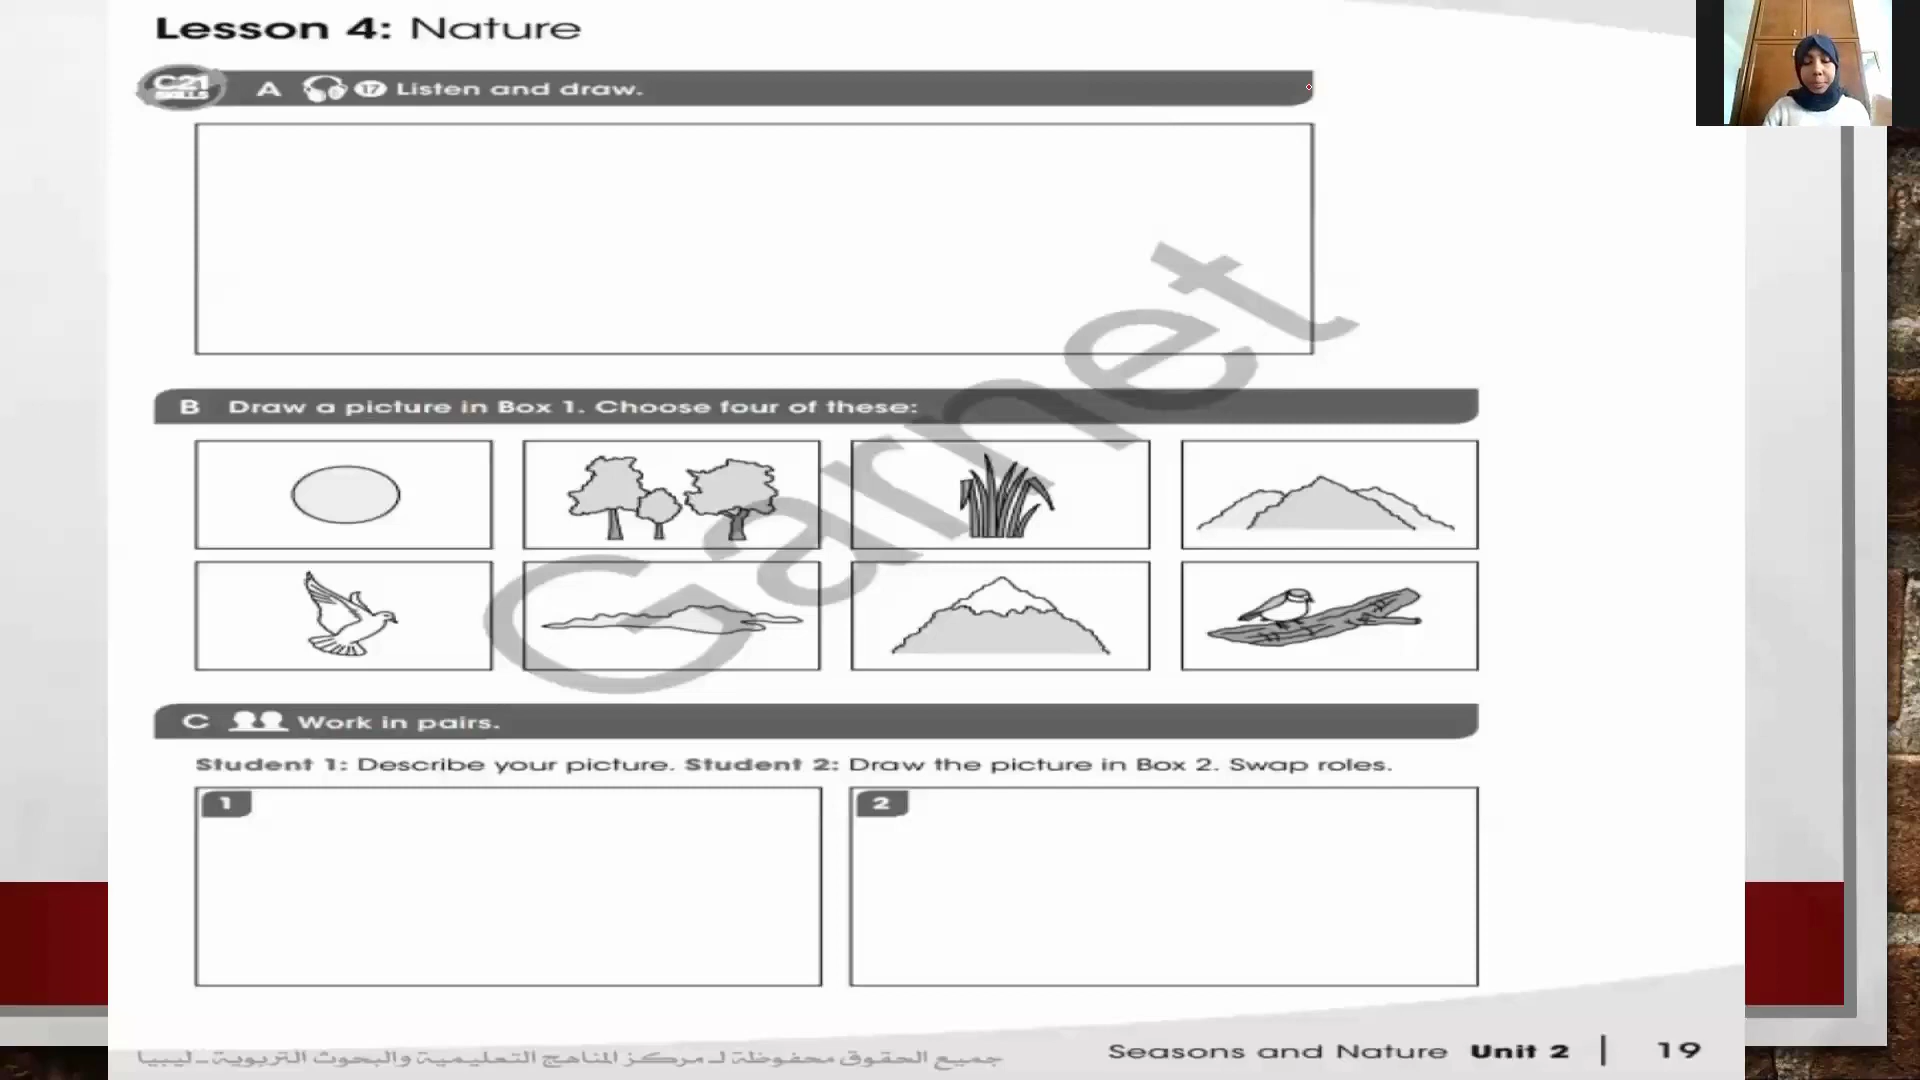 Lesson 4: Nature
C21 SKILLS
A 17 Listen and draw.
B Draw a picture in Box 1. Choose four of these:
C Work in pairs.
Student 1: Describe your picture. Student 2: Draw the picture in Box 2. Swap roles.
1
2
Garnet
جميع الحقوق محفوظة لـ مركز المناهج التعليمية والبحوث التربوية ـ ليبيا
Seasons and Nature Unit 2 | 19